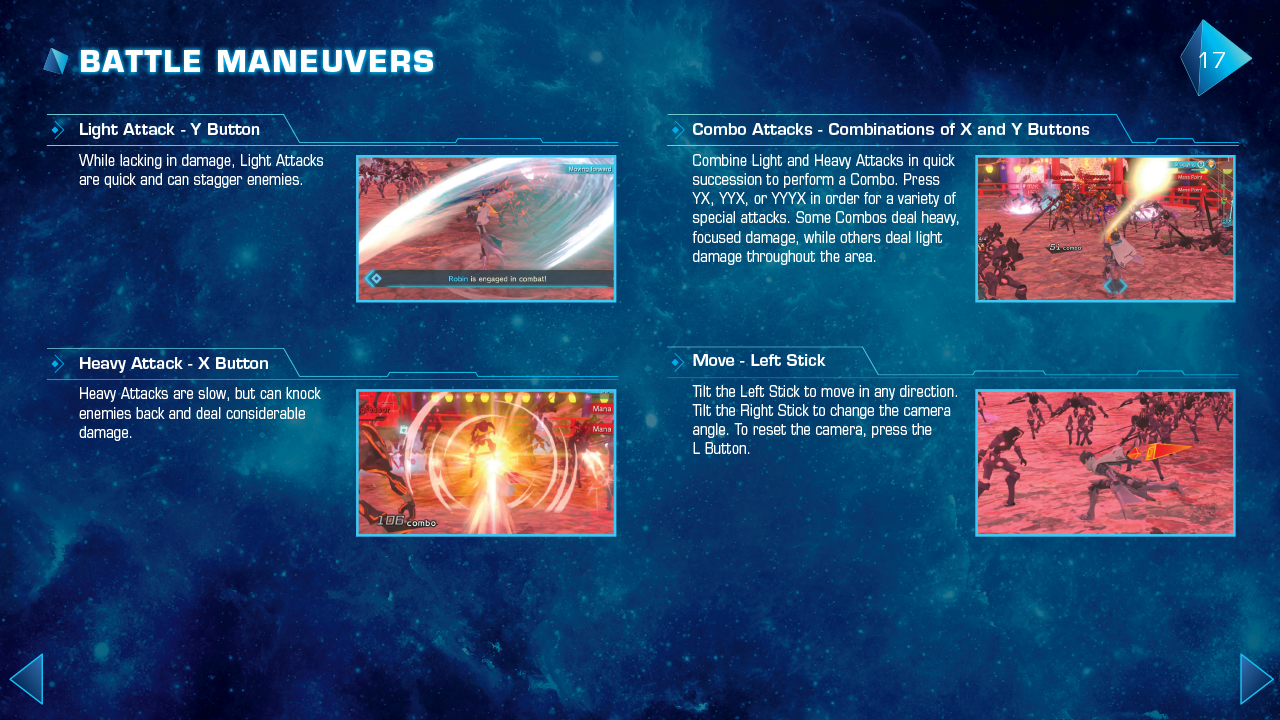 BATTLE MANEUVERS
17
Light Attack - Y Button
While lacking in damage, Light Attacks
are quick and can stagger enemies.
Moving forward
Robin is engaged in combat!
Heavy Attack - X Button
Heavy Attacks are slow, but can knock
enemies back and deal considerable
damage.
Mana
Mana
106 combo
Combo Attacks - Combinations of X and Y Buttons
Combine Light and Heavy Attacks in quick
succession to perform a Combo. Press
YX, YYX, or YYYX in order for a variety of
special attacks. Some Combos deal heavy,
focused damage, while others deal light
damage throughout the area.
Mana Point
Mana Point
51 combo
Move - Left Stick
Tilt the Left Stick to move in any direction.
Tilt the Right Stick to change the camera
angle. To reset the camera, press the
L Button.